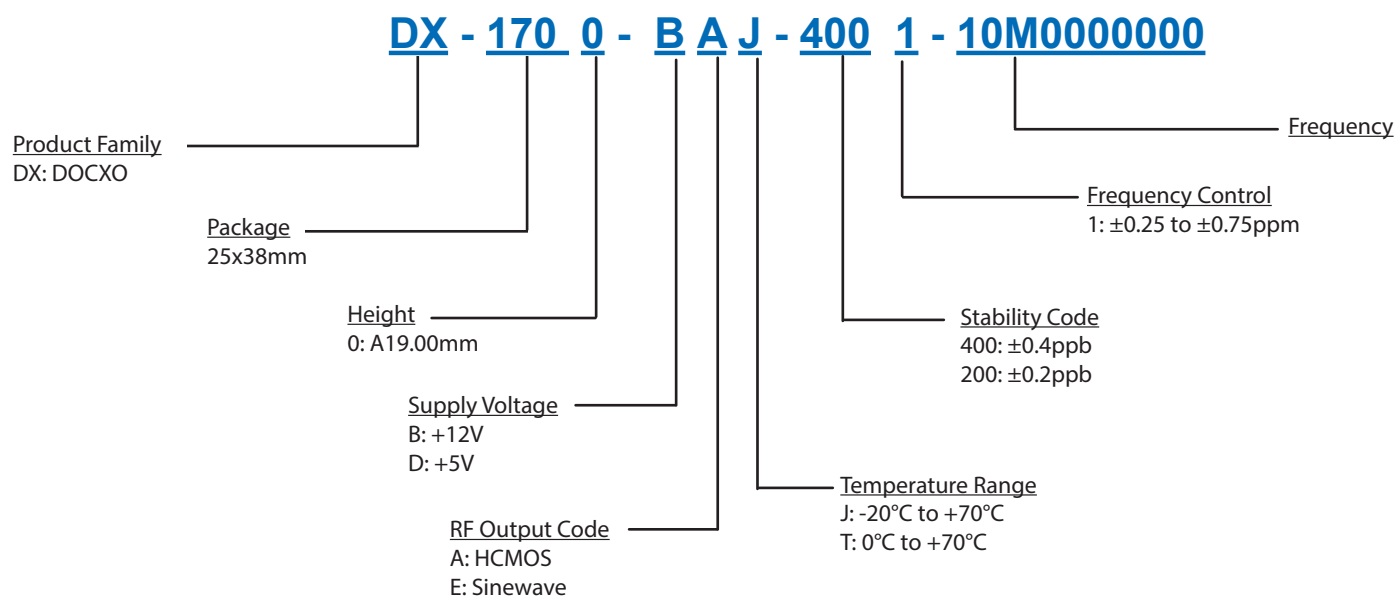 DX - 170 0 - B A J - 400 1 - 10M0000000
Product Family
DX: DOCXO
Package
25x38mm
Height
0: A19.00mm
Supply Voltage
B: +12V
D: +5V
RF Output Code
A: HCMOS
E: Sinewave
Temperature Range
J: -20°C to +70°C
T: 0°C to +70°C
Stability Code
400: ±0.4ppb
200: ±0.2ppb
Frequency Control
1: ±0.25 to ±0.75ppm
Frequency